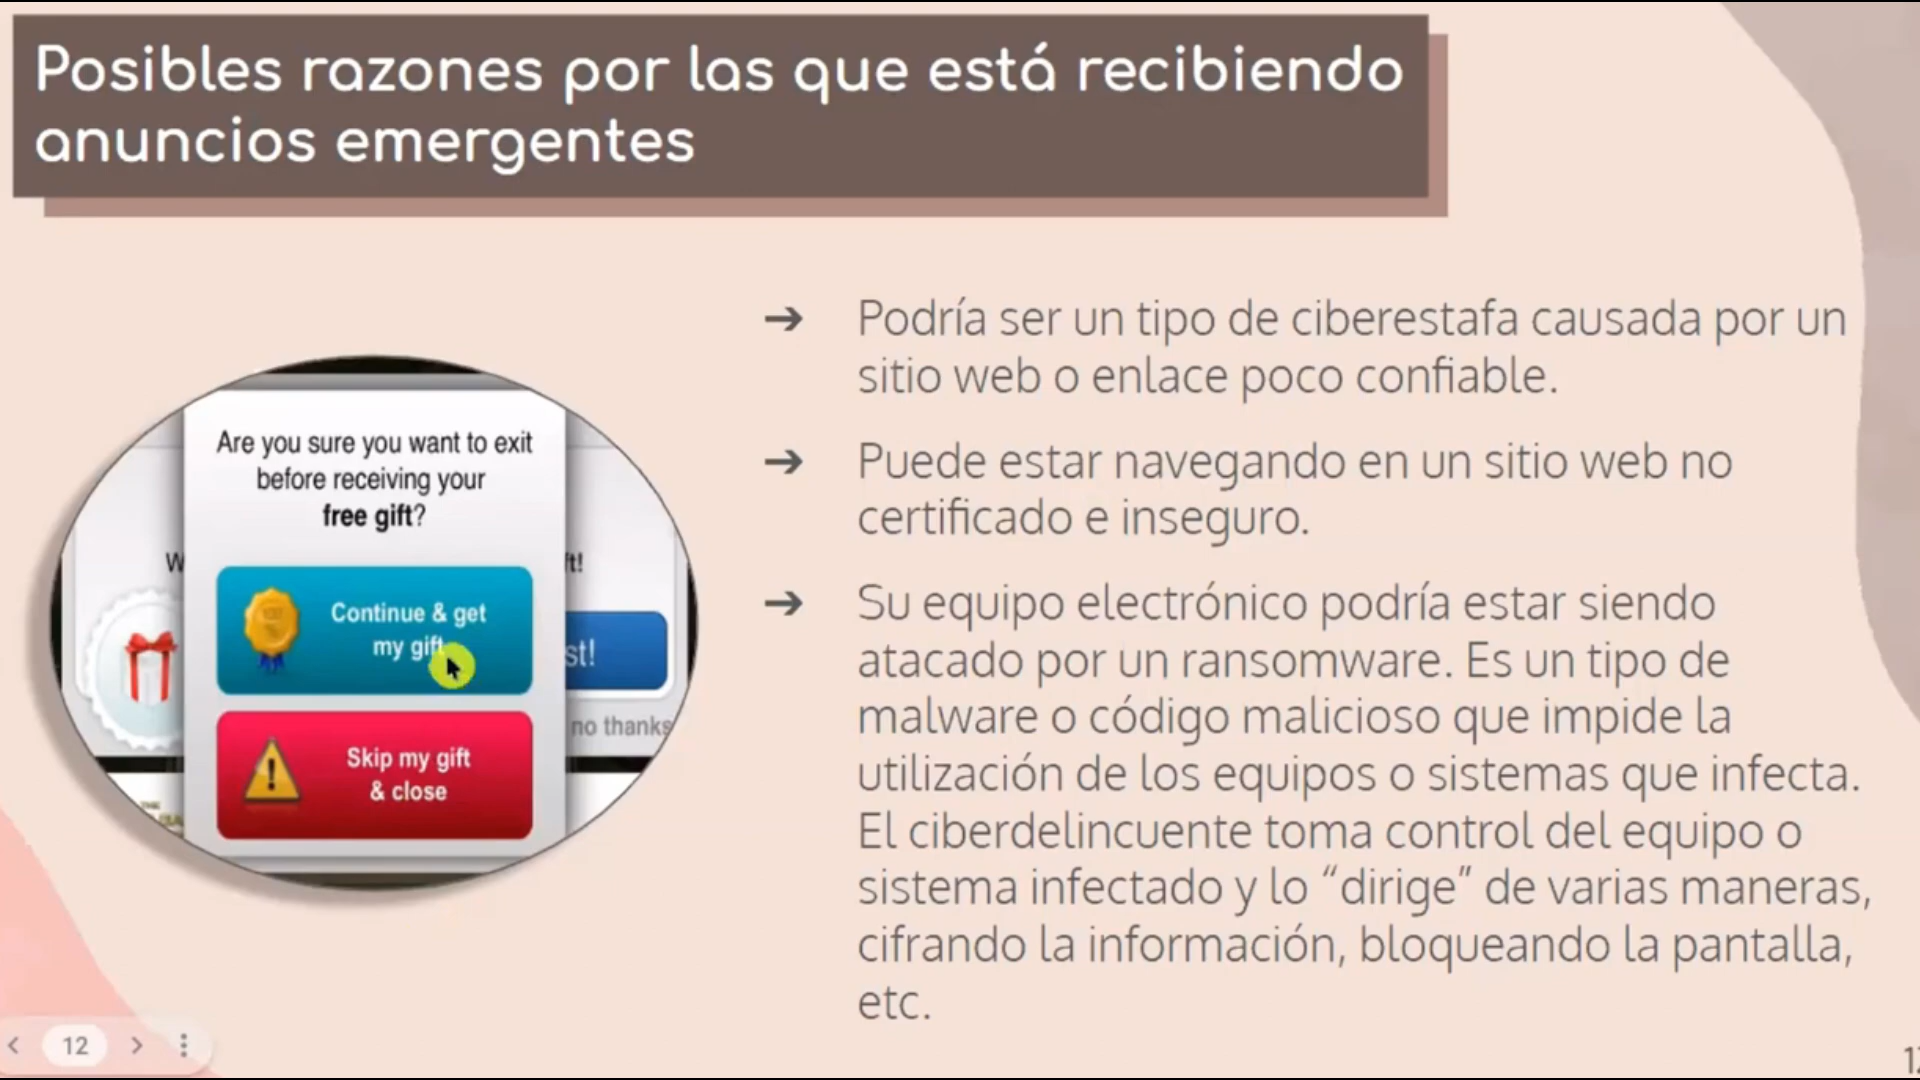 Posibles razones por las que está recibiendo
anuncios emergentes
➔ Podría ser un tipo de ciberestafa causada por un
sitio web o enlace poco confiable.
➔ Puede estar navegando en un sitio web no
certificado e inseguro.
➔ Su equipo electrónico podría estar siendo
atacado por un ransomware. Es un tipo de
malware o código malicioso que impide la
utilización de los equipos o sistemas que infecta.
El ciberdelincuente toma control del equipo o
sistema infectado y lo “dirige” de varias maneras,
cifrando la información, bloqueando la pantalla,
etc.
Are you sure you want to exit
before receiving your
free gift?
Continue & get
my gift
Skip my gift
& close
st!
no thanks
12